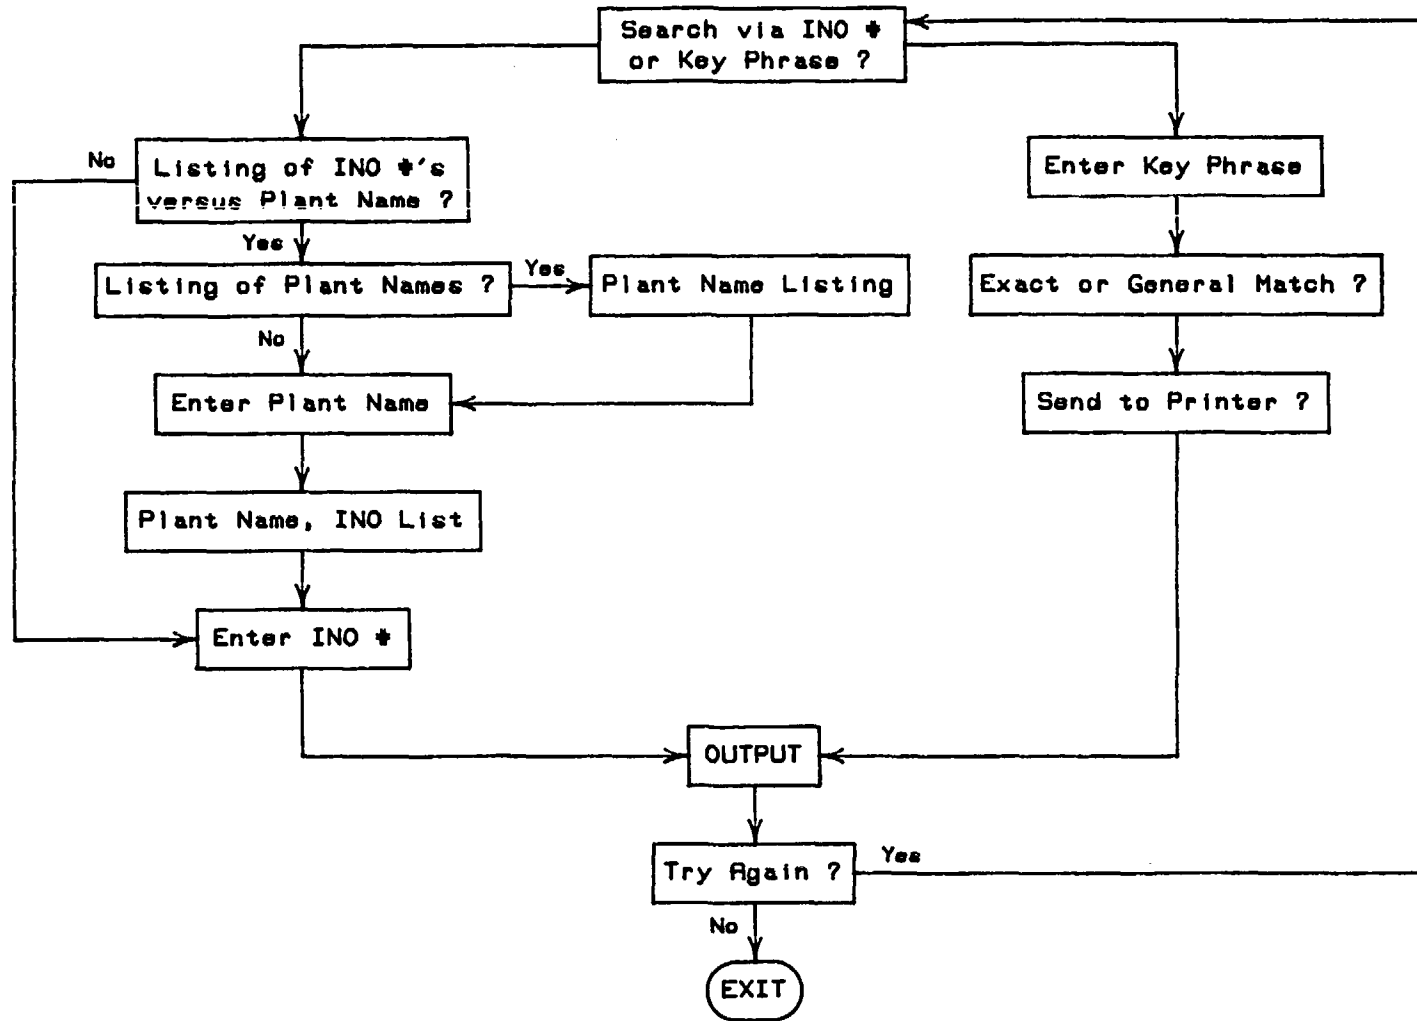 Search via INO #
or Key Phrase ?
No
Listing of INO #'s
versus Plant Name ?
Enter Key Phrase
Yes
Listing of Plant Names ?
Yes
Plant Name Listing
Exact or General Match ?
No
Enter Plant Name
Send to Printer ?
Plant Name, INO List
Enter INO #
OUTPUT
Try Again ?
Yes
No
EXIT